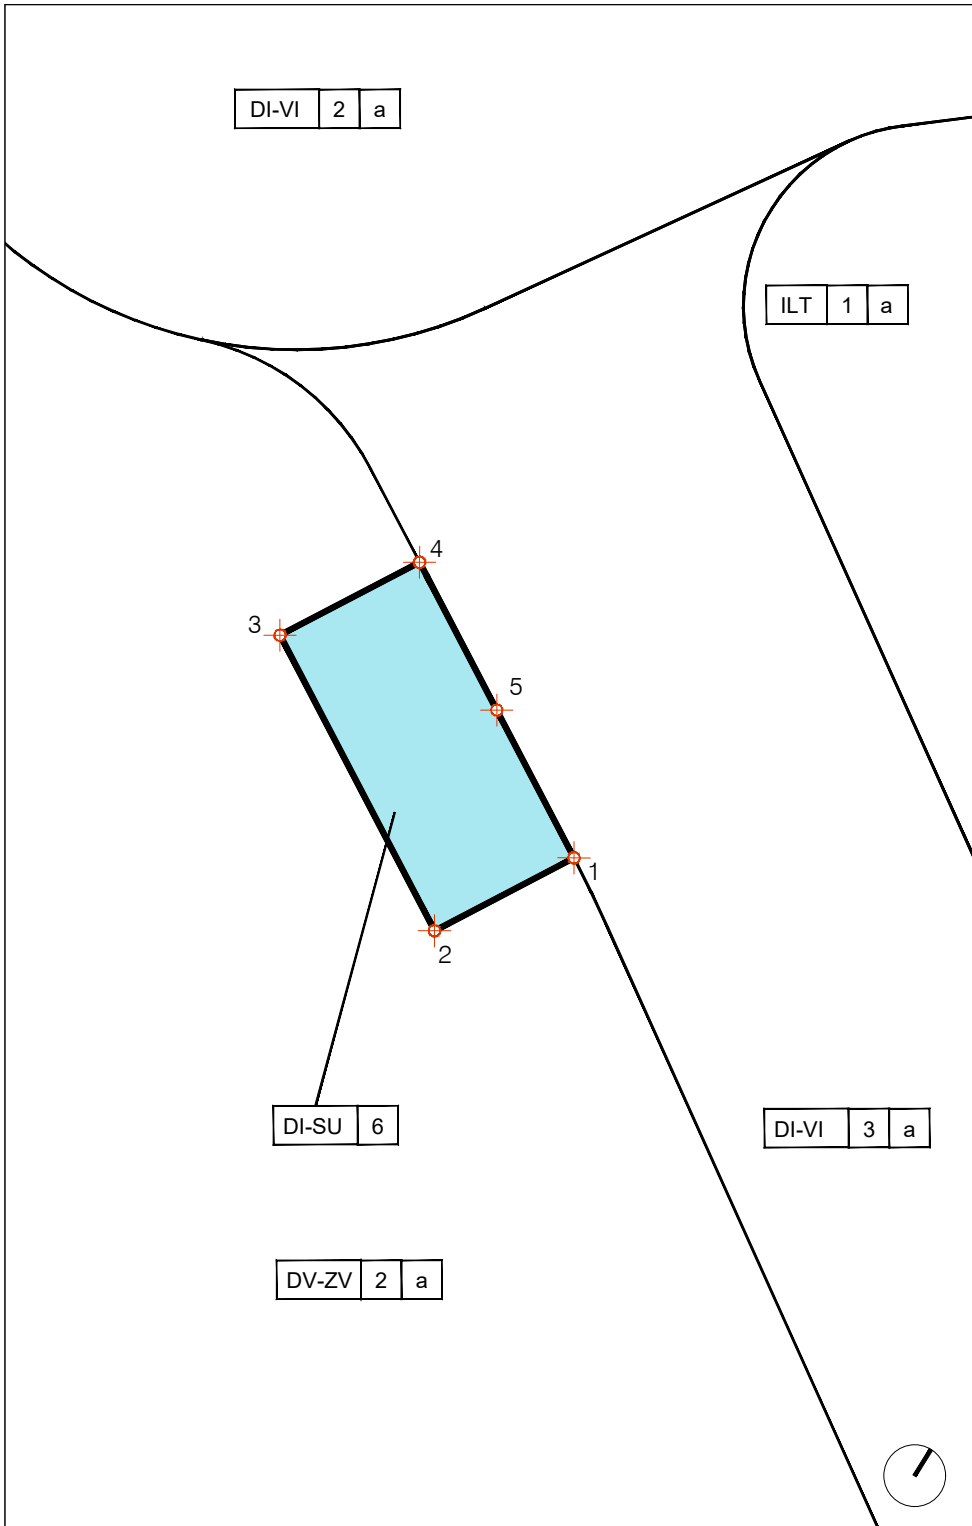 DI-VI 2 a
ILT 1 a
4
3
5
1
2
DI-SU 6
DI-VI 3 a
DV-ZV 2 a